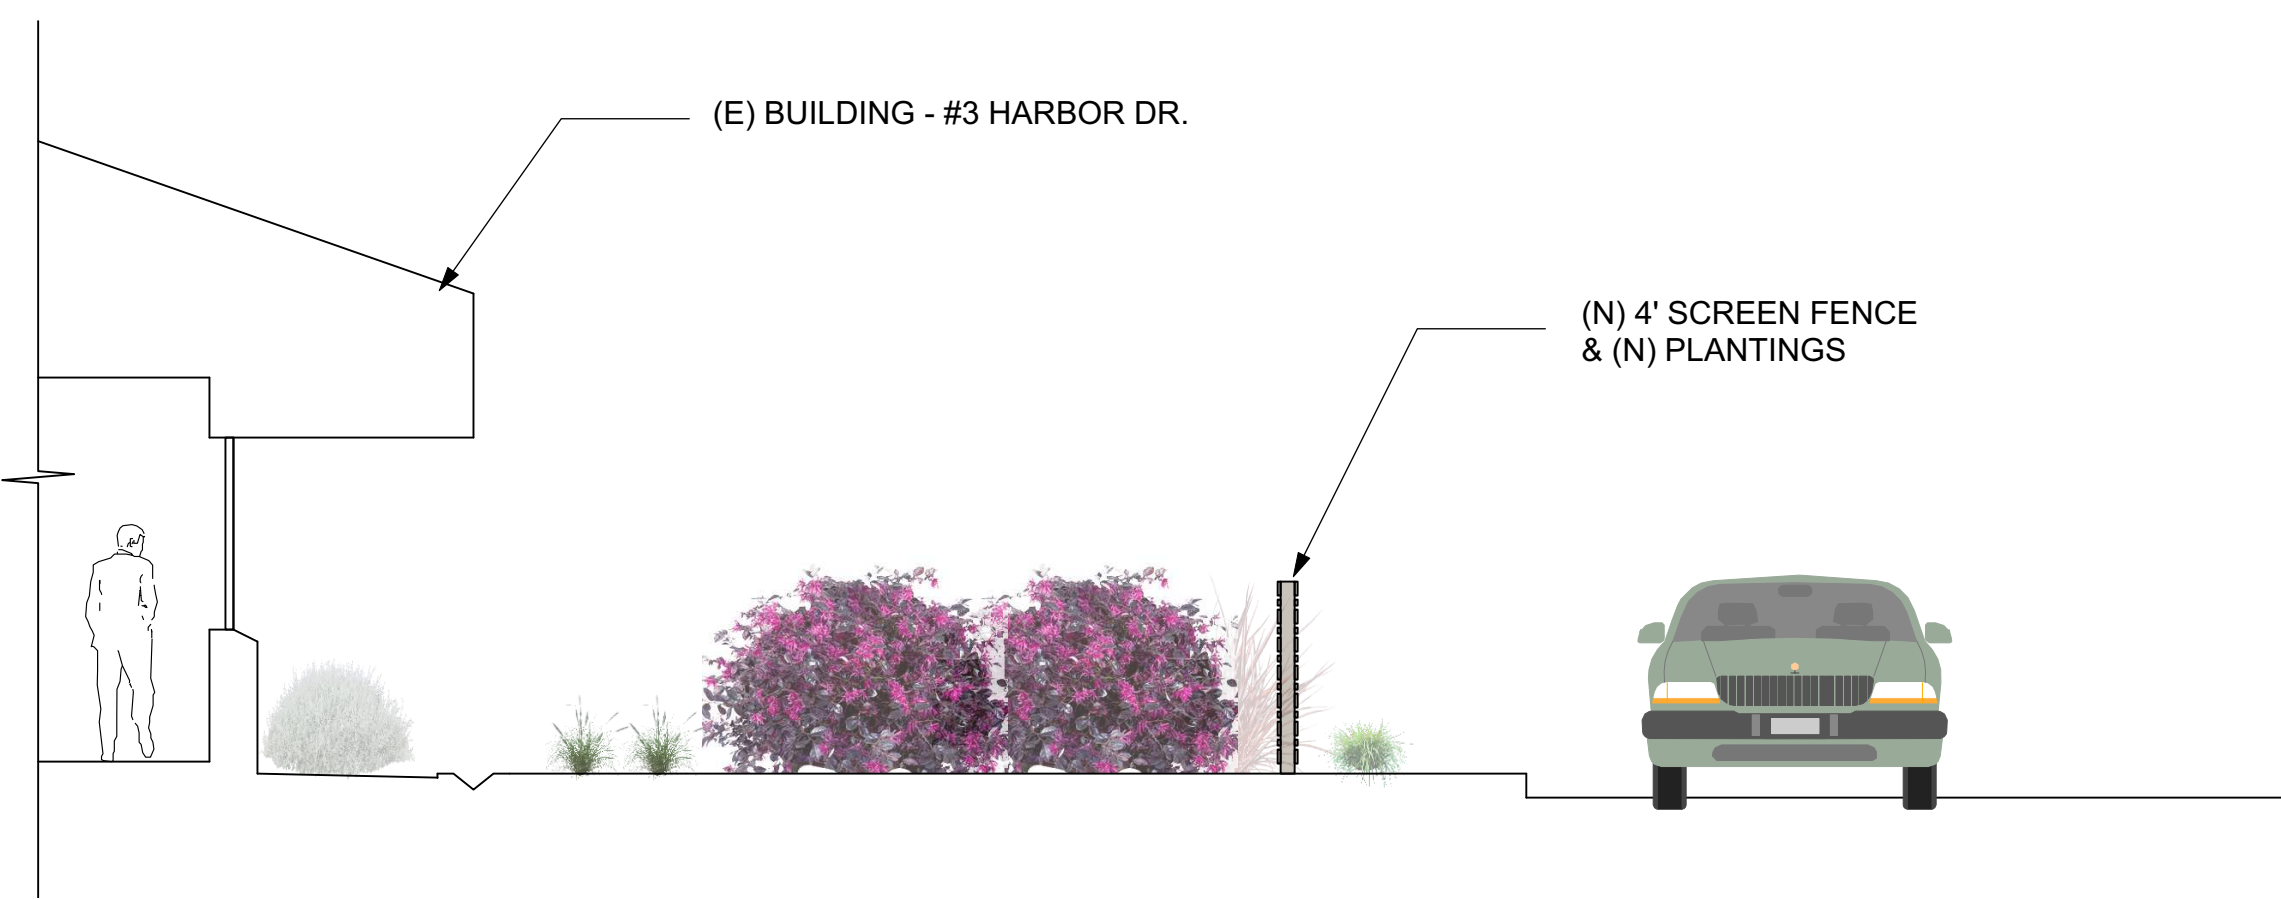 (E) BUILDING - #3 HARBOR DR.
(N) 4' SCREEN FENCE
& (N) PLANTINGS